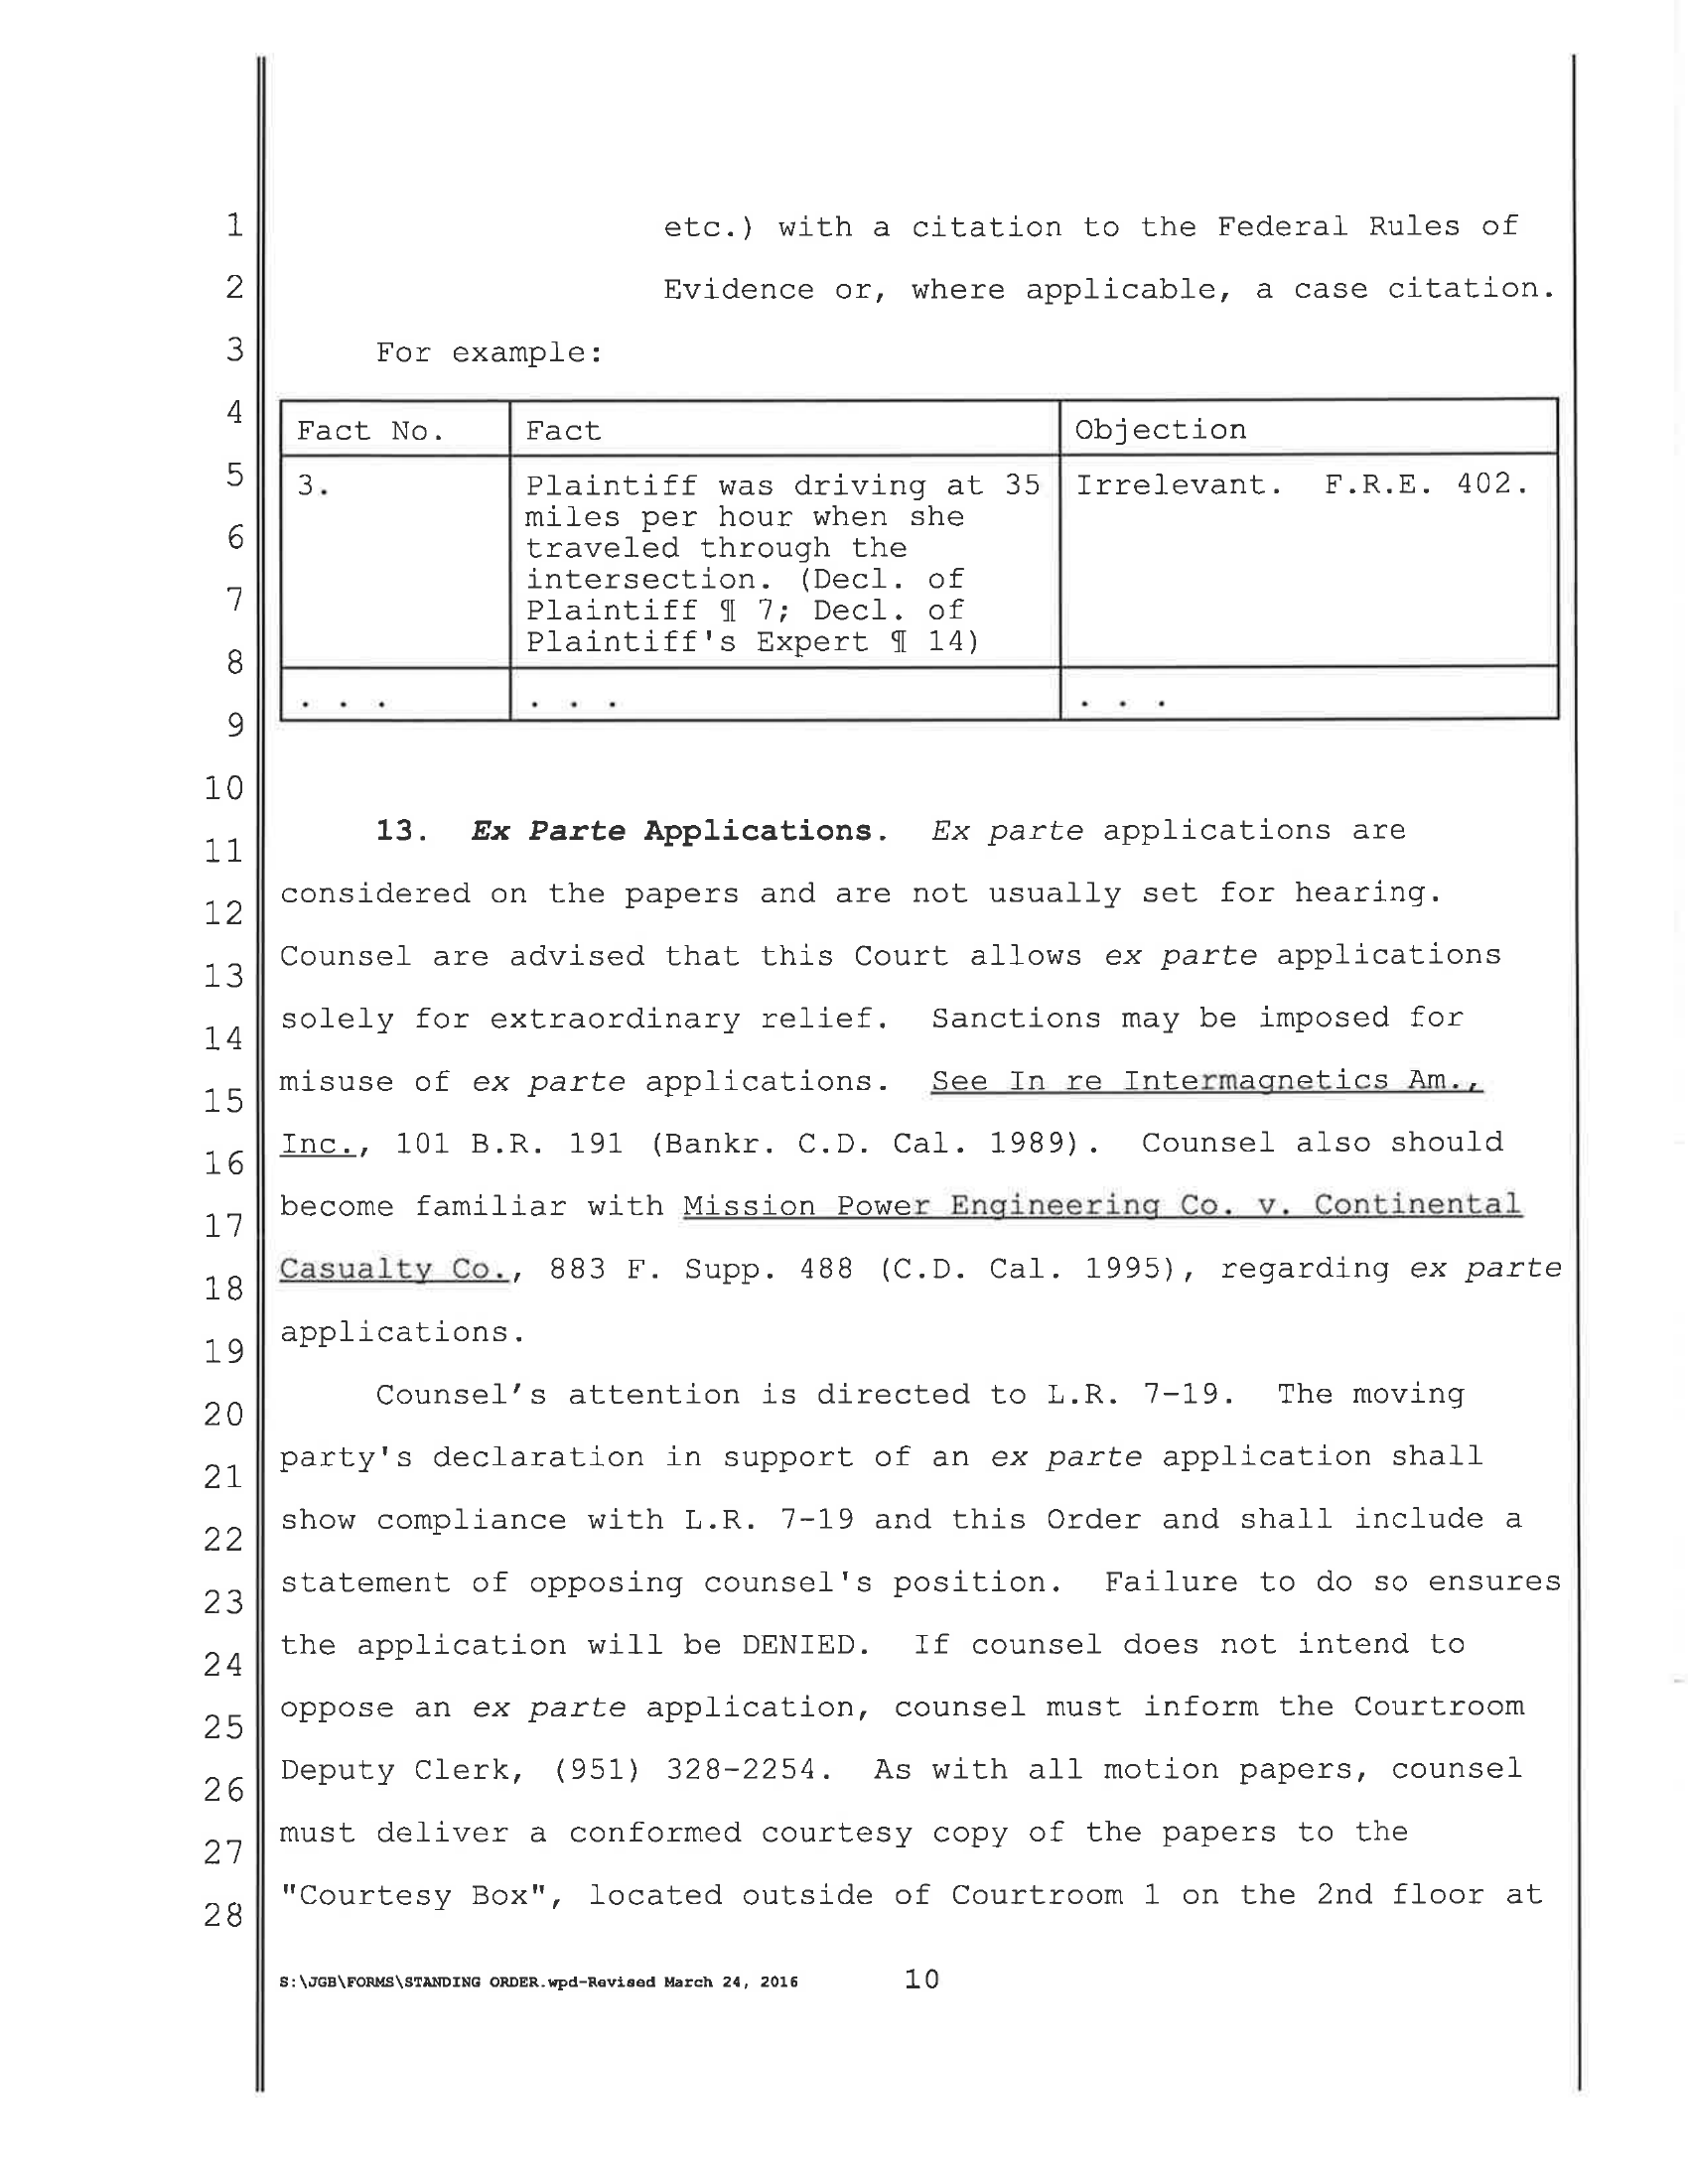 1 etc.) with a citation to the Federal Rules of
2 Evidence or, where applicable, a case citation.
3 For example:
4 Fact No. Fact Objection
5 3. Plaintiff was driving at 35 Irrelevant. F.R.E. 402.
miles per hour when she
6 traveled through the
intersection. (Decl. of
7 Plaintiff ¶ 7; Decl. of
Plaintiff's Expert ¶ 14)
8
. . . . . . . . .
9
10
11 13. Ex Parte Applications. Ex parte applications are
12 considered on the papers and are not usually set for hearing.
13 Counsel are advised that this Court allows ex parte applications
14 solely for extraordinary relief. Sanctions may be imposed for
15 misuse of ex parte applications. See In re Intermagnetics Am.,
16 Inc., 101 B.R. 191 (Bankr. C.D. Cal. 1989). Counsel also should
17 become familiar with Mission Power Engineering Co. v. Continental
18 Casualty Co., 883 F. Supp. 488 (C.D. Cal. 1995), regarding ex parte
19 applications.
20 Counsel's attention is directed to L.R. 7-19. The moving
21 party's declaration in support of an ex parte application shall
22 show compliance with L.R. 7-19 and this Order and shall include a
23 statement of opposing counsel's position. Failure to do so ensures
24 the application will be DENIED. If counsel does not intend to
25 oppose an ex parte application, counsel must inform the Courtroom
26 Deputy Clerk, (951) 328-2254. As with all motion papers, counsel
27 must deliver a conformed courtesy copy of the papers to the
28 "Courtesy Box", located outside of Courtroom 1 on the 2nd floor at
S:\JGB\FORMS\STANDING ORDER.wpd-Revised March 24, 2016 10